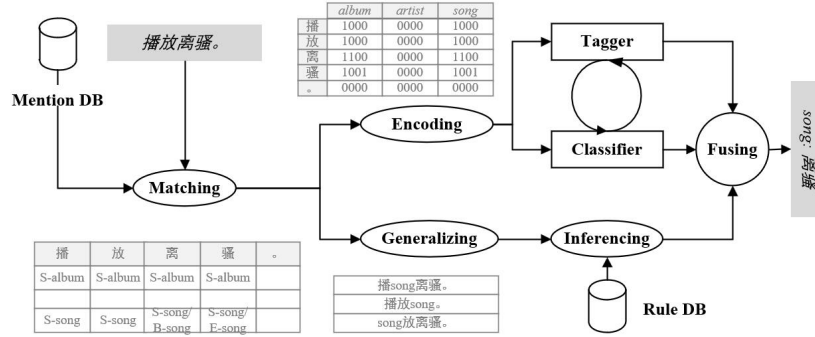 album artist song
播 1000 0000 1000
放 1000 0000 1000
离 1100 0000 1100
骚 1001 0000 1001
。 0000 0000 0000
播放离骚。
Mention DB
Matching
Encoding
Tagger
Classifier
Fusing
song: 离骚
Generalizing
Inferencing
Rule DB
播 放 离 骚 。
S-album S-album S-album S-album
S-song S-song S-song/ S-song/
B-song E-song
播song离骚。
播放song。
song放离骚。